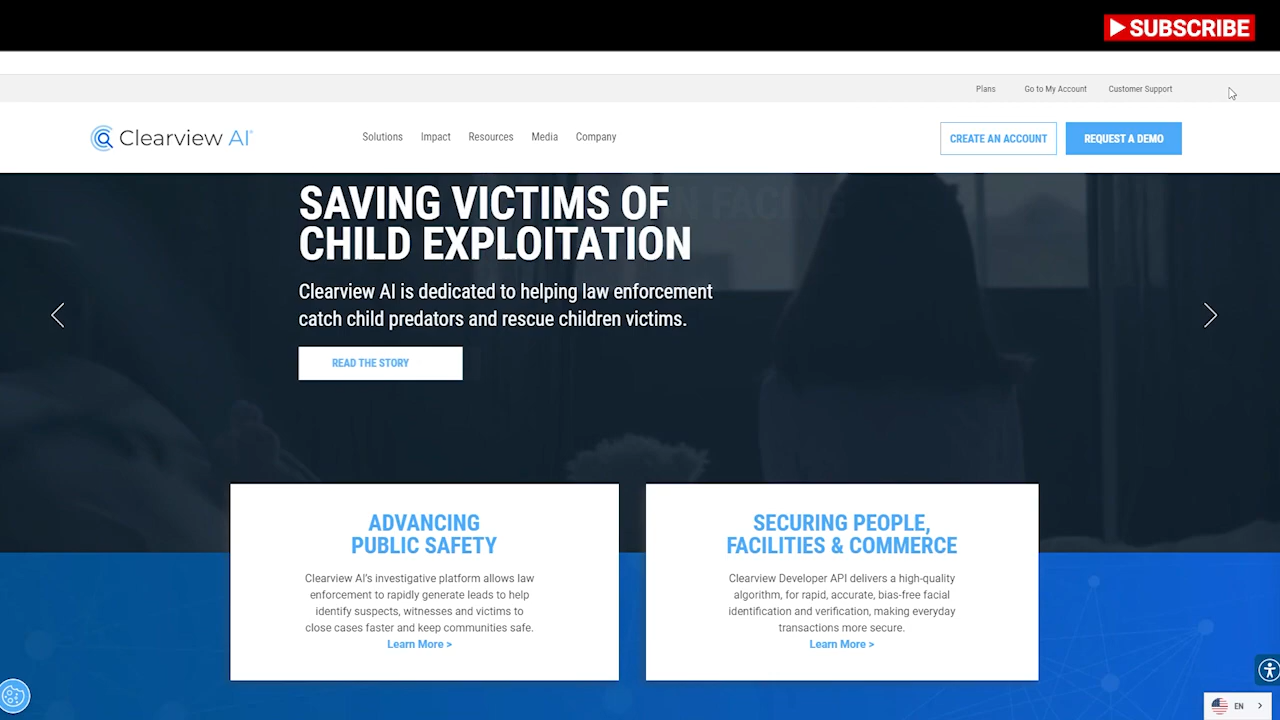 SUBSCRIBE
Plans
Go to My Account
Customer Support
Clearview AI
Solutions
Impact
Resources
Media
Company
CREATE AN ACCOUNT
REQUEST A DEMO
SAVING VICTIMS OF
CHILD EXPLOITATION
Clearview AI is dedicated to helping law enforcement
catch child predators and rescue children victims.
READ THE STORY
ADVANCING
PUBLIC SAFETY
Clearview AI's investigative platform allows law
enforcement to rapidly generate leads to help
identify suspects, witnesses and victims to
close cases faster and keep communities safe.
Learn More >
SECURING PEOPLE,
FACILITIES & COMMERCE
Clearview Developer API delivers a high-quality
algorithm, for rapid, accurate, bias-free facial
identification and verification, making everyday
transactions more secure.
Learn More >
EN